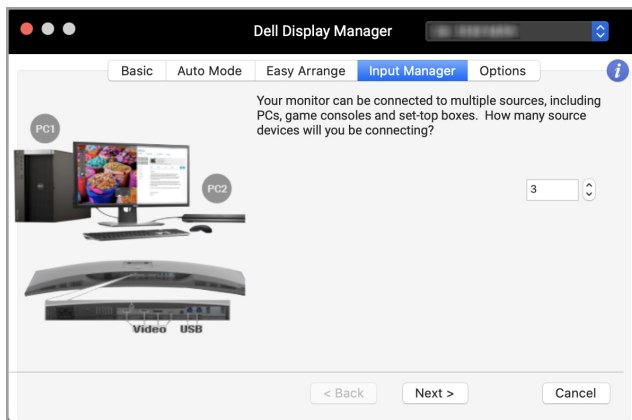 Dell Display Manager
Basic
Auto Mode
Easy Arrange
Input Manager
Options
i
Your monitor can be connected to multiple sources, including
PCs, game consoles and set-top boxes. How many source
devices will you be connecting?
PC1
PC2
3
Video
USB
< Back
Next >
Cancel